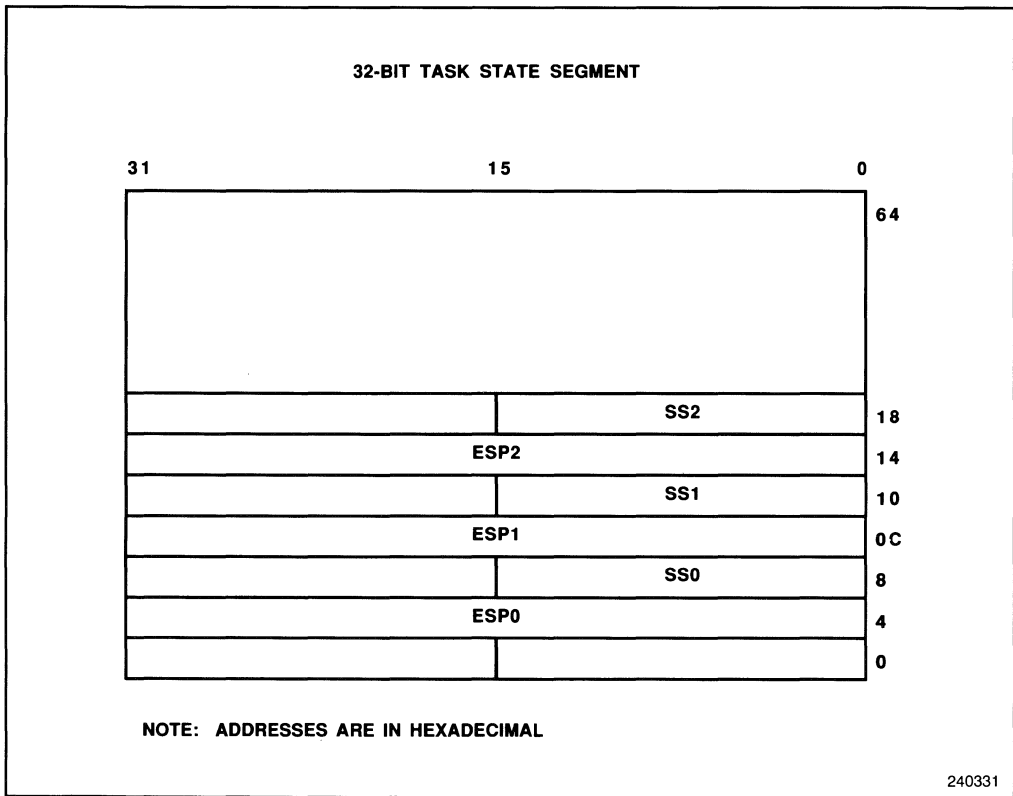 32-BIT TASK STATE SEGMENT
31 15 0
64
SS2 18
ESP2 14
SS1 10
ESP1 0C
SS0 8
ESP0 4
0
NOTE: ADDRESSES ARE IN HEXADECIMAL
240331